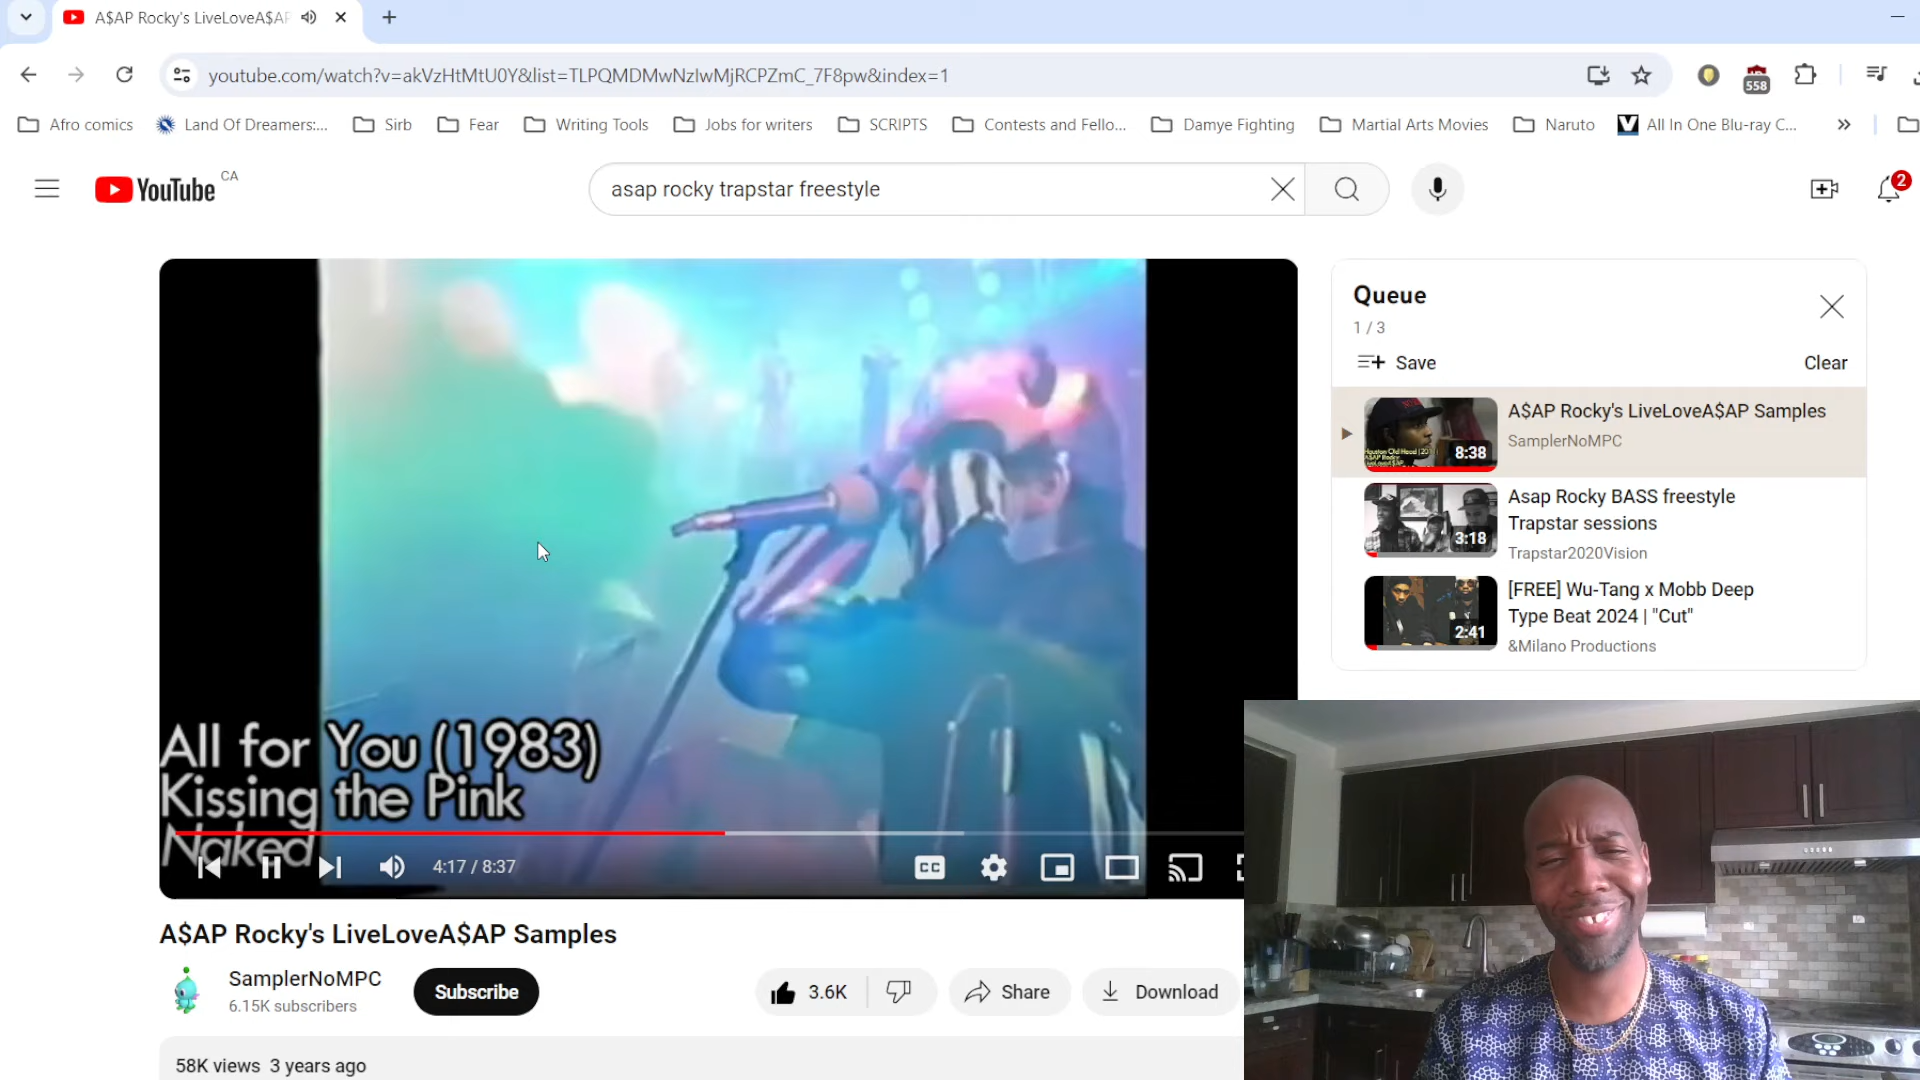 A$AP Rocky's LiveLoveA$AP
youtube.com/watch?v=akVzHtMtU0Y&list=TLPQMDMwNzIwMjRCPZmC_7F8pw&index=1
558
Afro comics
Land Of Dreamers:...
Sirb
Fear
Writing Tools
Jobs for writers
SCRIPTS
Contests and Fello...
Damye Fighting
Martial Arts Movies
Naruto
All In One Blu-ray C...
YouTube CA
asap rocky trapstar freestyle
2
All for You (1983)
Kissing the Pink
Naked
4:17 / 8:37
CC
Queue
1 / 3
Save
Clear
8:38
A$AP Rocky's LiveLoveA$AP Samples
SamplerNoMPC
3:18
Asap Rocky BASS freestyle
Trapstar sessions
Trapstar2020Vision
2:41
[FREE] Wu-Tang x Mobb Deep
Type Beat 2024 | "Cut"
&Milano Productions
A$AP Rocky's LiveLoveA$AP Samples
SamplerNoMPC
6.15K subscribers
Subscribe
3.6K
Share
Download
58K views 3 years ago